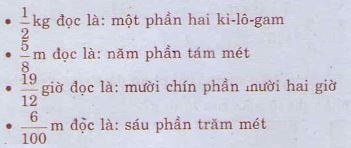 • 1/2 kg đọc là: một phần hai ki-lô-gam
• 5/8 m đọc là: năm phần tám mét
• 19/12 giờ đọc là: mười chín phần mười hai giờ
• 6/100 m đọc là: sáu phần trăm mét